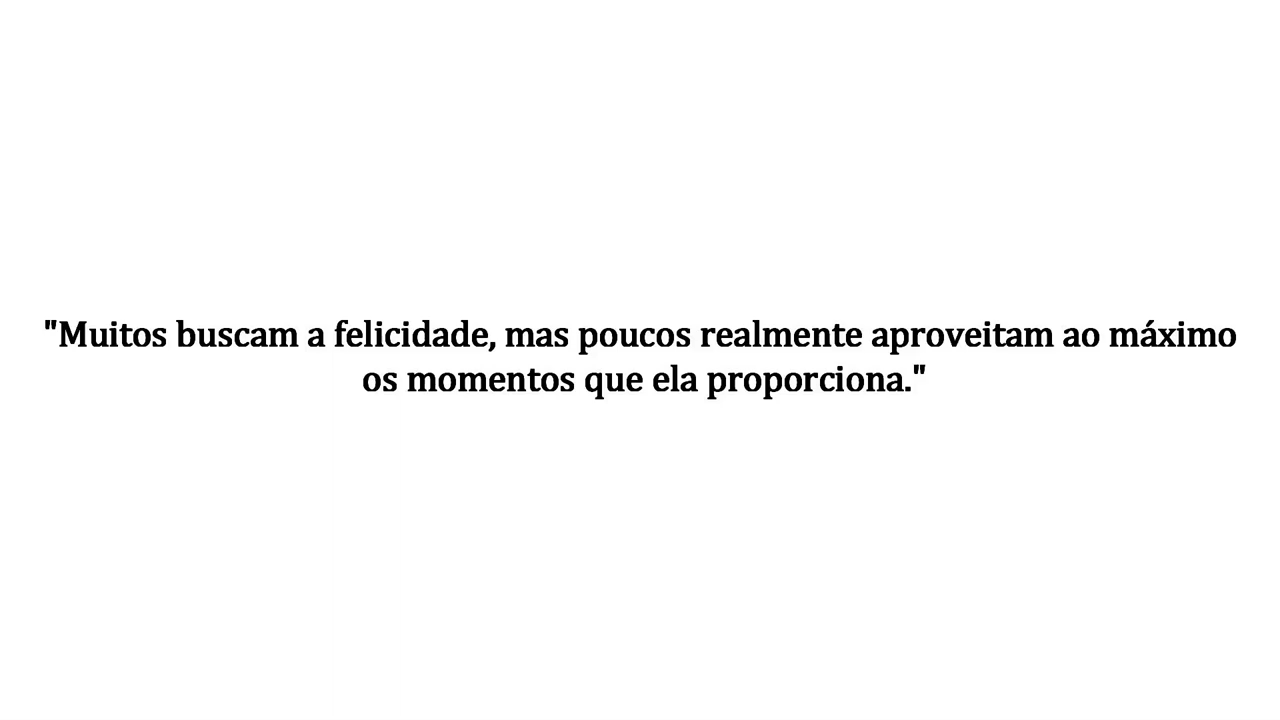 "Muitos buscam a felicidade, mas poucos realmente aproveitam ao máximo
os momentos que ela proporciona."